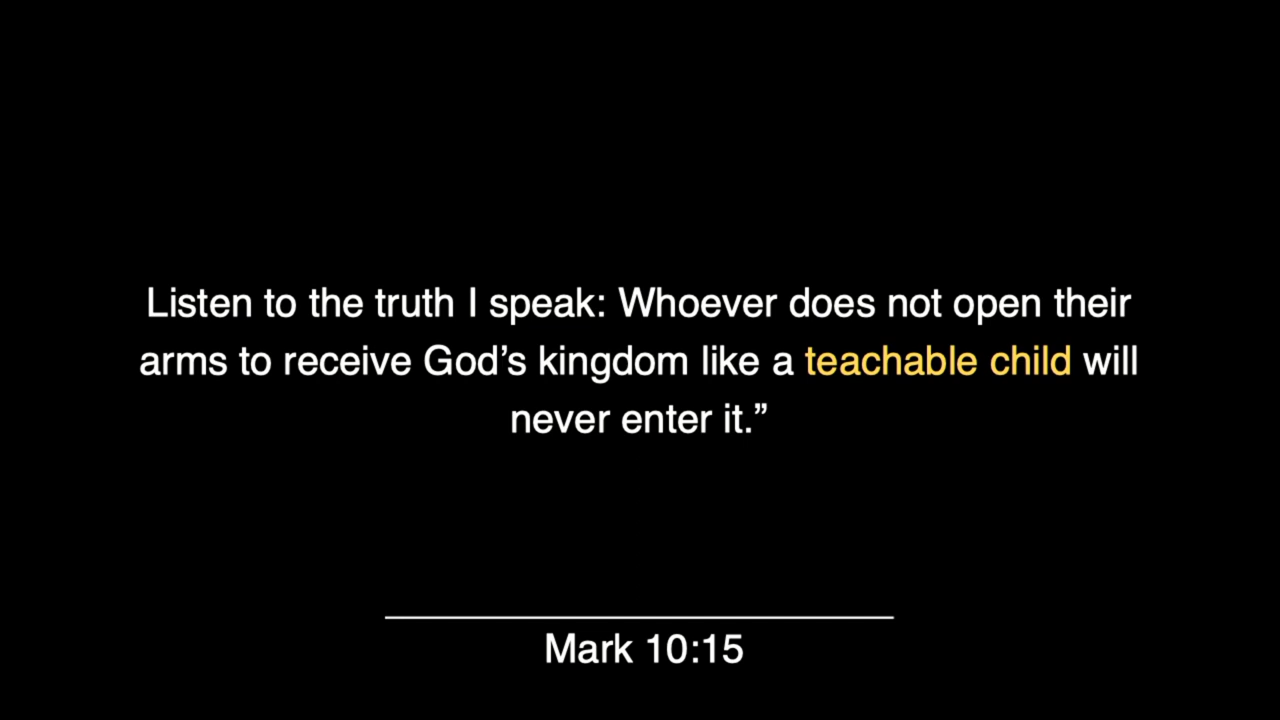 Listen to the truth I speak: Whoever does not open their
arms to receive God’s kingdom like a teachable child will
never enter it.”
Mark 10:15